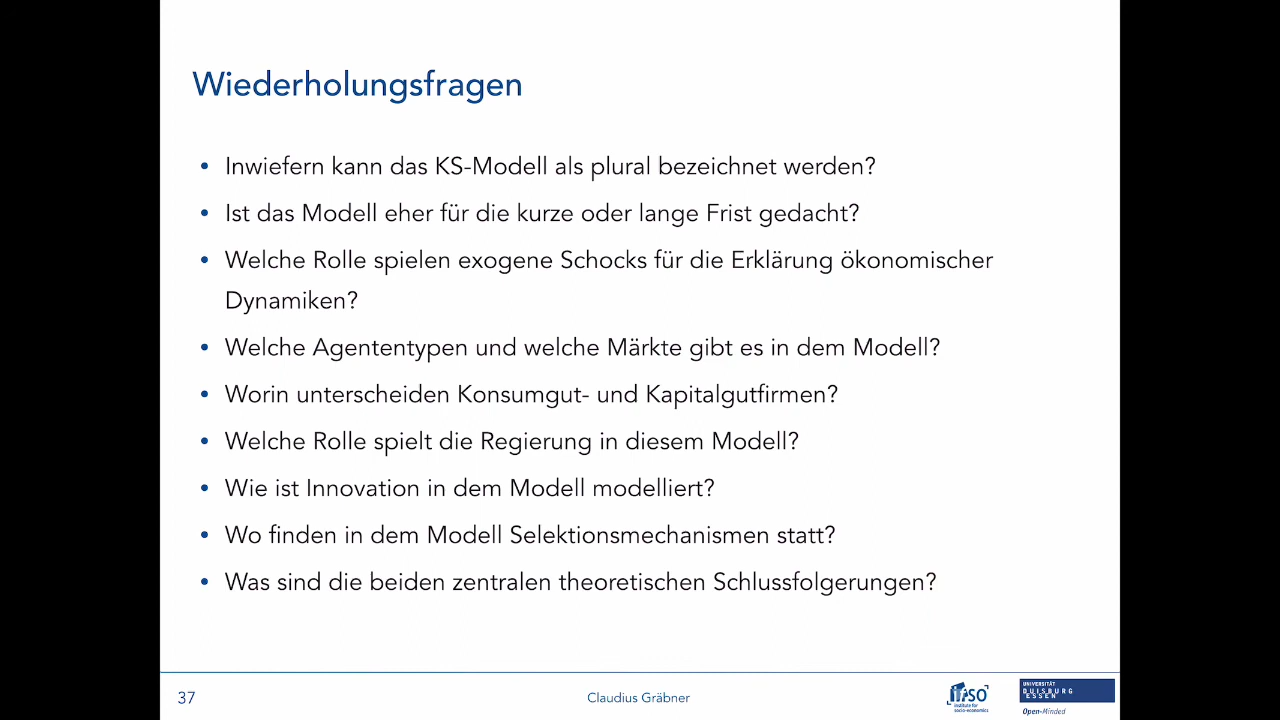 Wiederholungsfragen
• Inwiefern kann das KS-Modell als plural bezeichnet werden?
• Ist das Modell eher für die kurze oder lange Frist gedacht?
• Welche Rolle spielen exogene Schocks für die Erklärung ökonomischer
Dynamiken?
• Welche Agententypen und welche Märkte gibt es in dem Modell?
• Worin unterscheiden Konsumgut- und Kapitalgutfirmen?
• Welche Rolle spielt die Regierung in diesem Modell?
• Wie ist Innovation in dem Modell modelliert?
• Wo finden in dem Modell Selektionsmechanismen statt?
• Was sind die beiden zentralen theoretischen Schlussfolgerungen?
37
Claudius Gräbner
ifso
institute for
socio-economics
UNIVERSITÄT
DUISBURG
ESSEN
Open-Minded